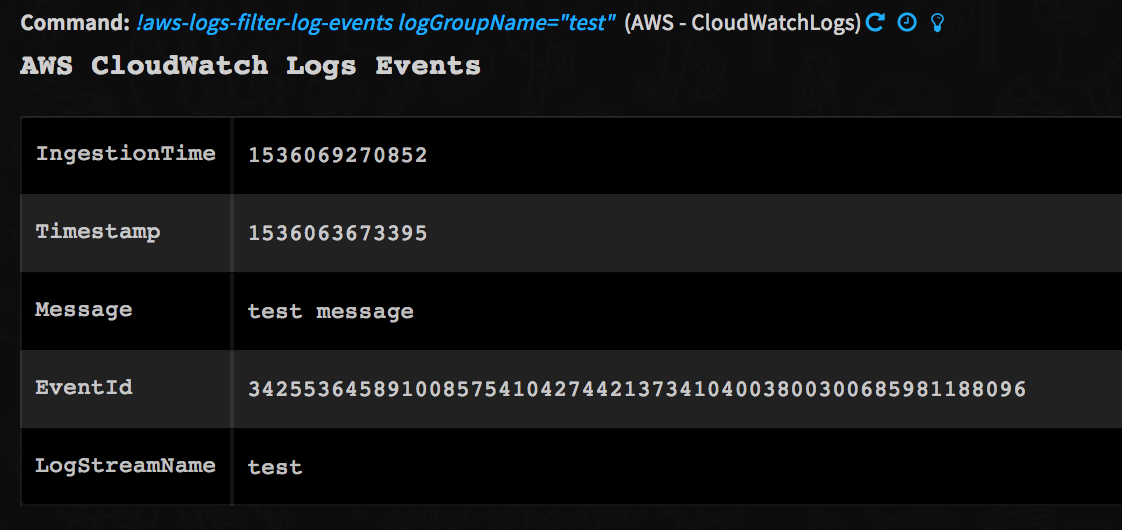 Command: !aws-logs-filter-log-events logGroupName="test" (AWS - CloudWatchLogs)
AWS CloudWatch Logs Events
IngestionTime 1536069270852
Timestamp 1536063673395
Message test message
EventId 34255364589100857541042744213734104003800300685981188096
LogStreamName test